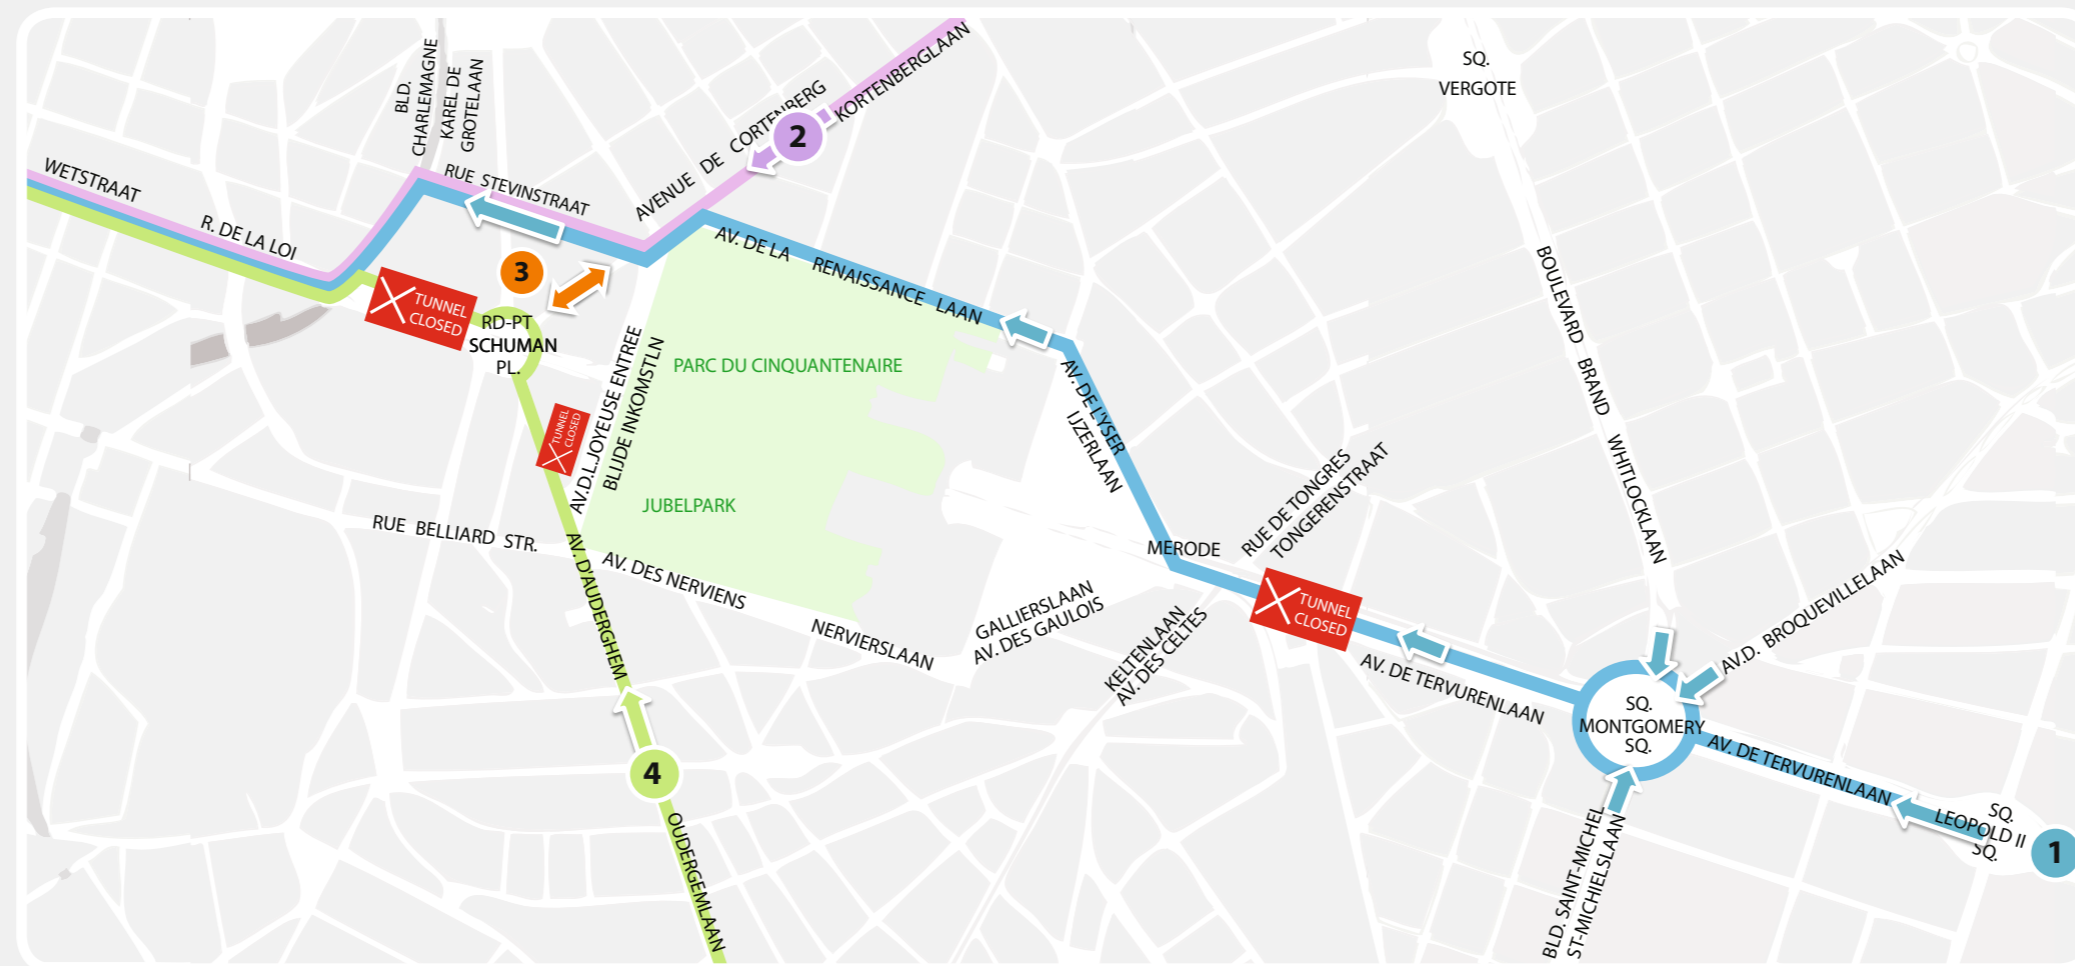 BLD.
CHARLEMAGNE
KAREL DE
GROTELAAN
AVENUE DE CORTENBERG
KORTENBERGLAAN
2
SQ.
VERGOTE
WETSTRAAT
R. DE LA LOI
RUE STEVINSTRAAT
3
AV. DE LA RENAISSANCE LAAN
TUNNEL
CLOSED
RD-PT
SCHUMAN
PL.
TUNNEL
CLOSED
AV.D.L.JOYEUSE ENTREE
BLIJDE INKOMSTLN
PARC DU CINQUANTENAIRE
JUBELPARK
AV. DE L'YSER
IJZERLAAN
BOULEVARD BRAND WHITLOCKLAAN
RUE BELLIARD STR.
AV. DES NERVIENS
NERVIERSLAAN
AV. D'AUDERGHEM
MERODE
RUE DE TONGRES
TONGERENSTRAAT
TUNNEL
CLOSED
GALLIERSLAAN
AV. DES GAULOIS
KELTENLAAN
AV. DES CELTES
AV. DE TERVURENLAAN
AV.D. BROQUEVILLELAAN
SQ.
MONTGOMERY
SQ.
AV. DE TERVURENLAAN
4
OUDERGEMLAAN
BLD. SAINT-MICHEL
ST-MICHIELSLAAN
SQ.
LEOPOLD II
SQ.
1